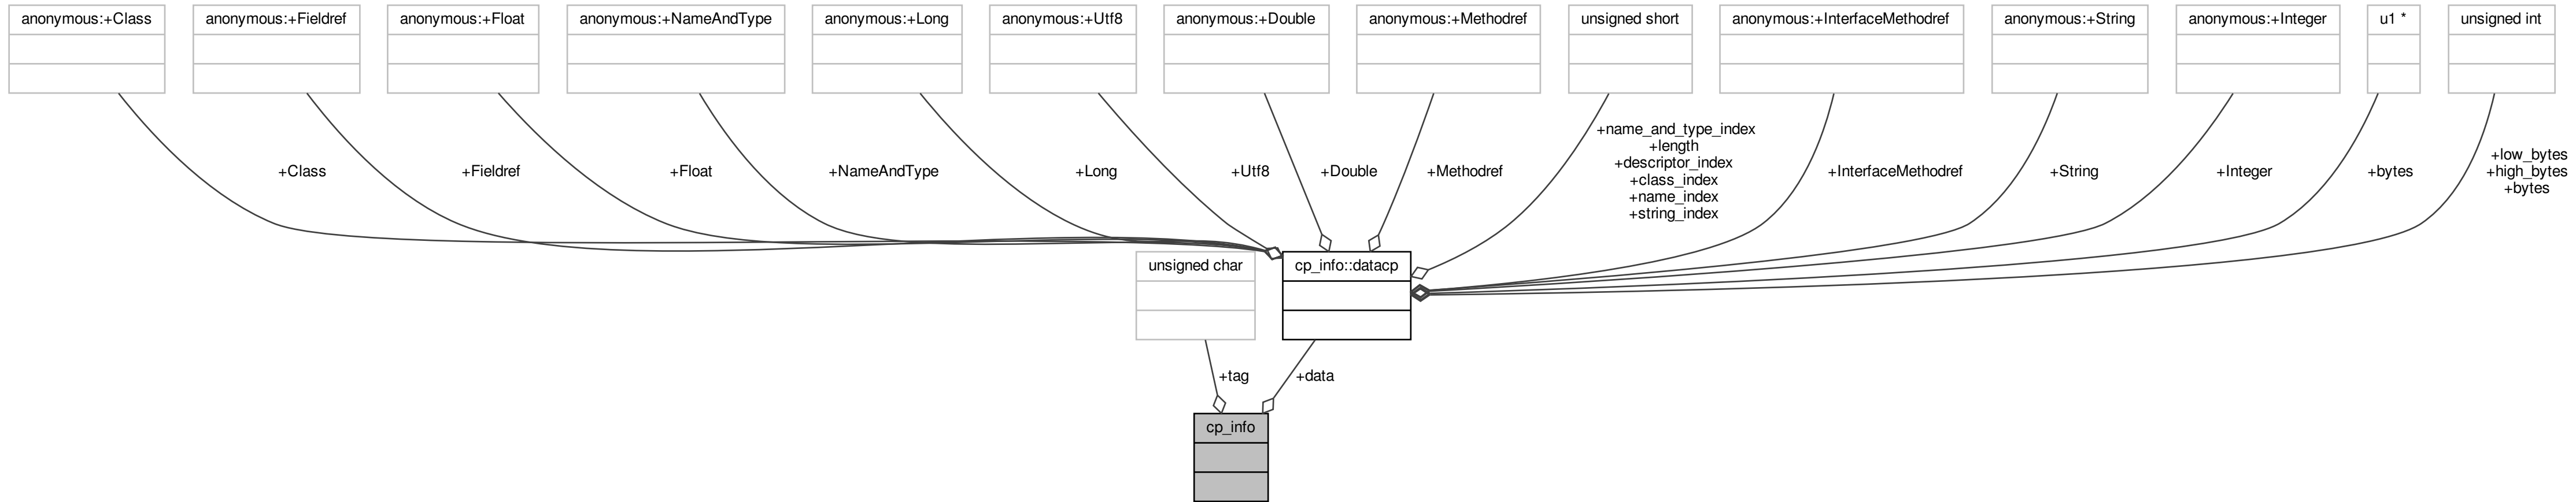 anonymous:+Class
anonymous:+Fieldref
anonymous:+Float
anonymous:+NameAndType
anonymous:+Long
anonymous:+Utf8
anonymous:+Double
anonymous:+Methodref
unsigned short
anonymous:+InterfaceMethodref
anonymous:+String
anonymous:+Integer
u1 *
unsigned int
+Class
+Fieldref
+Float
+NameAndType
+Long
+Utf8
+Double
+Methodref
+name_and_type_index
+length
+descriptor_index
+class_index
+name_index
+string_index
+InterfaceMethodref
+String
+Integer
+bytes
+low_bytes
+high_bytes
+bytes
unsigned char
cp_info::datacp
+tag
+data
cp_info